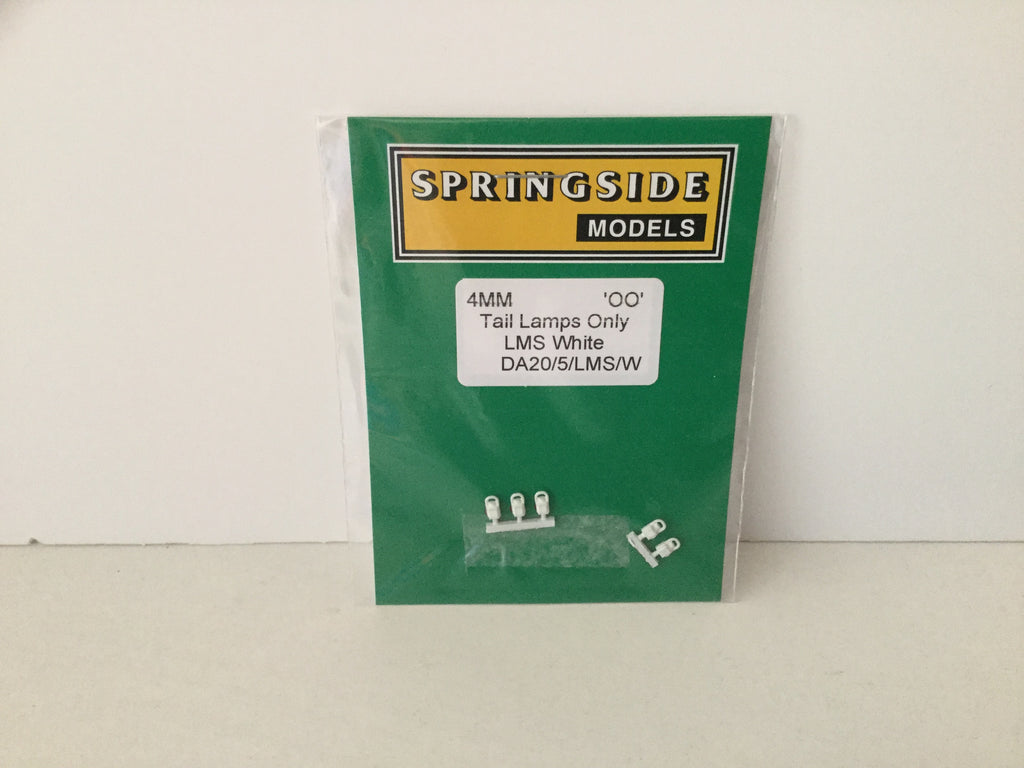 SPRINGSIDE
MODELS
4MM 'OO'
Tail Lamps Only
LMS White
DA20/5/LMS/W